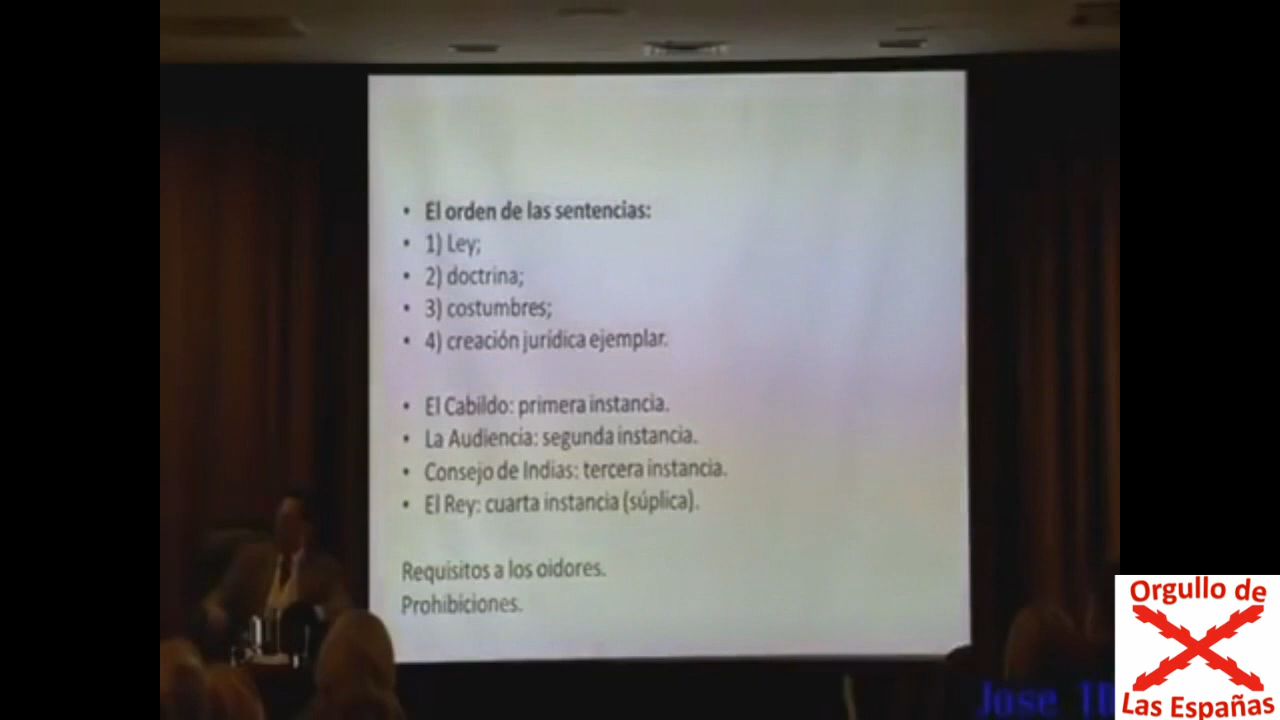 • El orden de las sentencias:
• 1) Ley;
• 2) doctrina;
• 3) costumbres;
• 4) creación jurídica ejemplar.
• El Cabildo: primera instancia.
• La Audiencia: segunda instancia.
• Consejo de Indias: tercera instancia.
• El Rey: cuarta instancia (súplica).
Requisitos a los oidores.
Prohibiciones.
Orgullo de
Las Españas
Jose